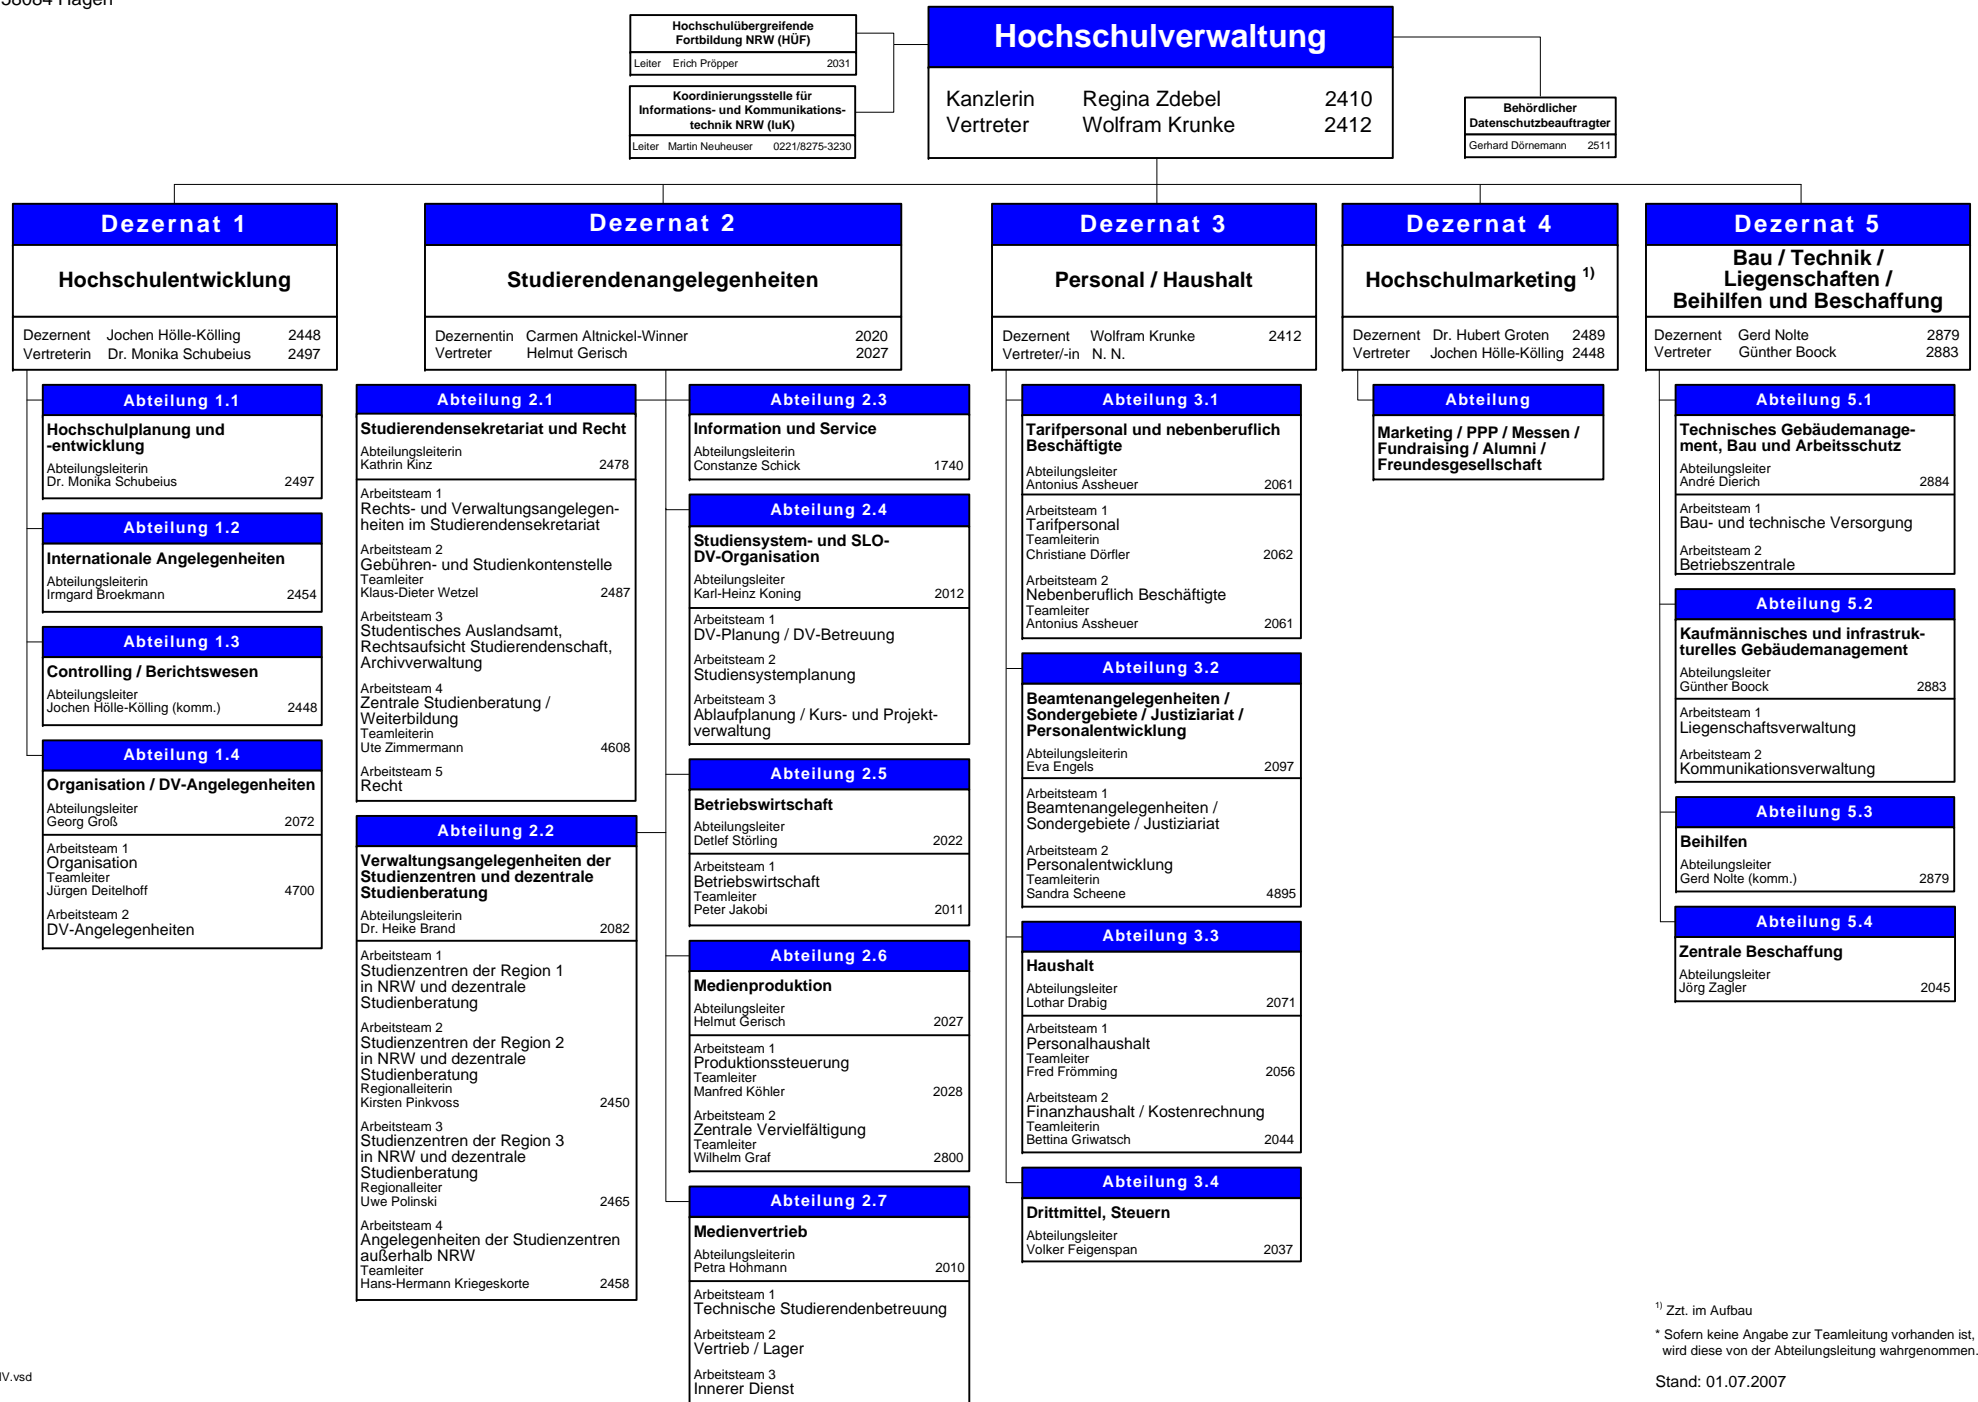 58084 Hagen
Hochschulübergreifende
Fortbildung NRW (HÜF)
Leiter Erich Pröpper 2031
Koordinierungsstelle für
Informations- und Kommunikations-
technik NRW (IuK)
Leiter Martin Neuheuser 0221/8275-3230
Hochschulverwaltung
Kanzlerin Regina Zdebel 2410
Vertreter Wolfram Krunke 2412
Behördlicher
Datenschutzbeauftragter
Gerhard Dörnemann 2511
Dezernat 1
Hochschulentwicklung
Dezernent Jochen Hölle-Kölling 2448
Vertreterin Dr. Monika Schubeius 2497
Abteilung 1.1
Hochschulplanung und
-entwicklung
Abteilungsleiterin
Dr. Monika Schubeius 2497
Abteilung 1.2
Internationale Angelegenheiten
Abteilungsleiterin
Irmgard Broekmann 2454
Abteilung 1.3
Controlling / Berichtswesen
Abteilungsleiter
Jochen Hölle-Kölling (komm.) 2448
Abteilung 1.4
Organisation / DV-Angelegenheiten
Abteilungsleiter
Georg Groß 2072
Arbeitsteam 1
Organisation
Teamleiter
Jürgen Deitelhoff 4700
Arbeitsteam 2
DV-Angelegenheiten
Dezernat 2
Studierendenangelegenheiten
Dezernentin Carmen Altnickel-Winner 2020
Vertreter Helmut Gerisch 2027
Abteilung 2.1
Studierendensekretariat und Recht
Abteilungsleiterin
Kathrin Kinz 2478
Arbeitsteam 1
Rechts- und Verwaltungsangelegen-
heiten im Studierendensekretariat
Arbeitsteam 2
Gebühren- und Studienkontenstelle
Teamleiter
Klaus-Dieter Wetzel 2487
Arbeitsteam 3
Studentisches Auslandsamt,
Rechtsaufsicht Studierendenschaft,
Archivverwaltung
Arbeitsteam 4
Zentrale Studienberatung /
Weiterbildung
Teamleiterin
Ute Zimmermann 4608
Arbeitsteam 5
Recht
Abteilung 2.2
Verwaltungsangelegenheiten der
Studienzentren und dezentrale
Studienberatung
Abteilungsleiterin
Dr. Heike Brand 2082
Arbeitsteam 1
Studienzentren der Region 1
in NRW und dezentrale
Studienberatung
Arbeitsteam 2
Studienzentren der Region 2
in NRW und dezentrale
Studienberatung
Regionalleiterin
Kirsten Pinkvoss 2450
Arbeitsteam 3
Studienzentren der Region 3
in NRW und dezentrale
Studienberatung
Regionalleiter
Uwe Polinski 2465
Arbeitsteam 4
Angelegenheiten der Studienzentren
außerhalb NRW
Teamleiter
Hans-Hermann Kriegeskorte 2458
Abteilung 2.3
Information und Service
Abteilungsleiterin
Constanze Schick 1740
Abteilung 2.4
Studiensystem- und SLO-
DV-Organisation
Abteilungsleiter
Karl-Heinz Koning 2012
Arbeitsteam 1
DV-Planung / DV-Betreuung
Arbeitsteam 2
Studiensystemplanung
Arbeitsteam 3
Ablaufplanung / Kurs- und Projekt-
verwaltung
Abteilung 2.5
Betriebswirtschaft
Abteilungsleiter
Detlef Störling 2022
Arbeitsteam 1
Betriebswirtschaft
Teamleiter
Peter Jakobi 2011
Abteilung 2.6
Medienproduktion
Abteilungsleiter
Helmut Gerisch 2027
Arbeitsteam 1
Produktionssteuerung
Teamleiter
Manfred Köhler 2028
Arbeitsteam 2
Zentrale Vervielfältigung
Teamleiter
Wilhelm Graf 2800
Abteilung 2.7
Medienvertrieb
Abteilungsleiterin
Petra Hohmann 2010
Arbeitsteam 1
Technische Studierendenbetreuung
Arbeitsteam 2
Vertrieb / Lager
Arbeitsteam 3
Innerer Dienst
Dezernat 3
Personal / Haushalt
Dezernent Wolfram Krunke 2412
Vertreter/-in N. N.
Abteilung 3.1
Tarifpersonal und nebenberuflich
Beschäftigte
Abteilungsleiter
Antonius Assheuer 2061
Arbeitsteam 1
Tarifpersonal
Teamleiterin
Christiane Dörfler 2062
Arbeitsteam 2
Nebenberuflich Beschäftigte
Teamleiter
Antonius Assheuer 2061
Abteilung 3.2
Beamtenangelegenheiten /
Sondergebiete / Justiziariat /
Personalentwicklung
Abteilungsleiterin
Eva Engels 2097
Arbeitsteam 1
Beamtenangelegenheiten /
Sondergebiete / Justiziariat
Arbeitsteam 2
Personalentwicklung
Teamleiterin
Sandra Scheene 4895
Abteilung 3.3
Haushalt
Abteilungsleiter
Lothar Drabig 2071
Arbeitsteam 1
Personalhaushalt
Teamleiter
Fred Frömming 2056
Arbeitsteam 2
Finanzhaushalt / Kostenrechnung
Teamleiterin
Bettina Griwatsch 2044
Abteilung 3.4
Drittmittel, Steuern
Abteilungsleiter
Volker Feigenspan 2037
Dezernat 4
Hochschulmarketing 1)
Dezernent Dr. Hubert Groten 2489
Vertreter Jochen Hölle-Kölling 2448
Abteilung
Marketing / PPP / Messen /
Fundraising / Alumni /
Freundesgesellschaft
Dezernat 5
Bau / Technik /
Liegenschaften /
Beihilfen und Beschaffung
Dezernent Gerd Nolte 2879
Vertreter Günther Boock 2883
Abteilung 5.1
Technisches Gebäudemanage-
ment, Bau und Arbeitsschutz
Abteilungsleiter
André Dierich 2884
Arbeitsteam 1
Bau- und technische Versorgung
Arbeitsteam 2
Betriebszentrale
Abteilung 5.2
Kaufmännisches und infrastruk-
turelles Gebäudemanagement
Abteilungsleiter
Günther Boock 2883
Arbeitsteam 1
Liegenschaftsverwaltung
Arbeitsteam 2
Kommunikationsverwaltung
Abteilung 5.3
Beihilfen
Abteilungsleiter
Gerd Nolte (komm.) 2879
Abteilung 5.4
Zentrale Beschaffung
Abteilungsleiter
Jörg Zagler 2045
1) Zzt. im Aufbau
* Sofern keine Angabe zur Teamleitung vorhanden ist,
wird diese von der Abteilungsleitung wahrgenommen.
Stand: 01.07.2007
IV.vsd